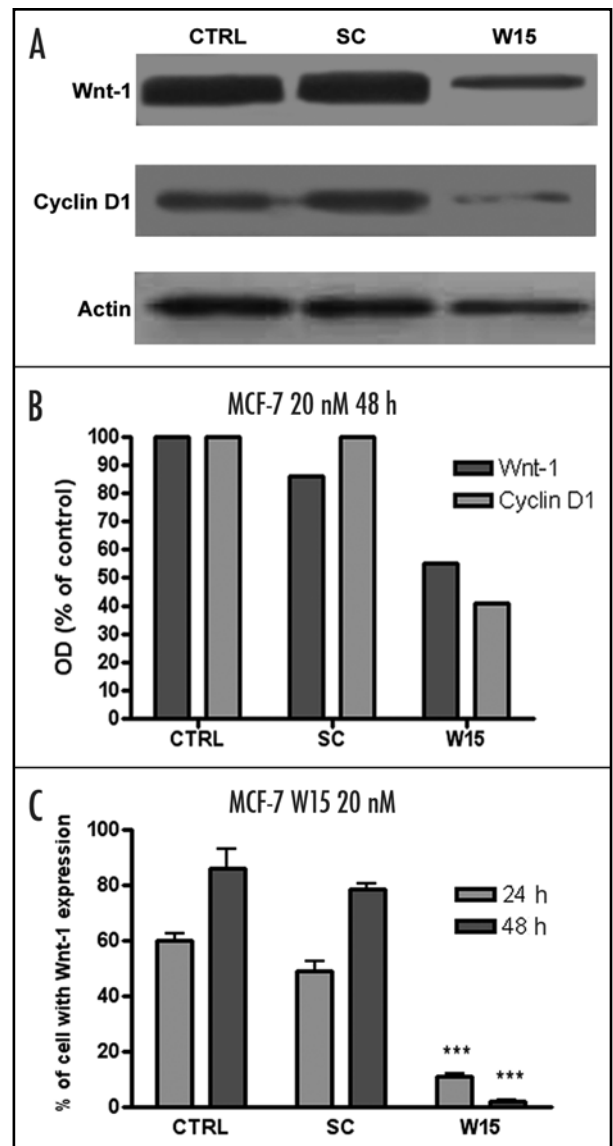 A
CTRL SC W15
Wnt-1
Cyclin D1
Actin
B
MCF-7 20 nM 48 h
OD (% of control)
100
90
80
70
60
50
40
30
20
10
0
Wnt-1
Cyclin D1
CTRL SC W15
C
MCF-7 W15 20 nM
% of cell with Wnt-1 expression
100
80
60
40
20
0
24 h
48 h
*** ***
CTRL SC W15